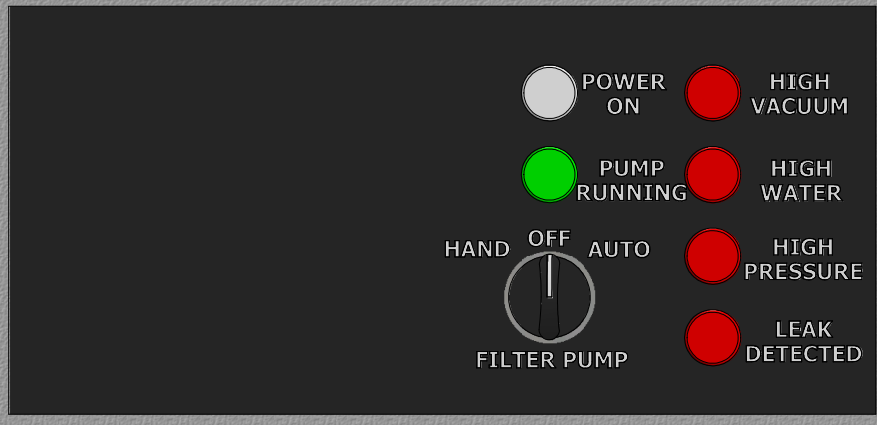 POWER
ON
HIGH
VACUUM
PUMP
RUNNING
HIGH
WATER
HAND
OFF
AUTO
HIGH
PRESSURE
FILTER PUMP
LEAK
DETECTED